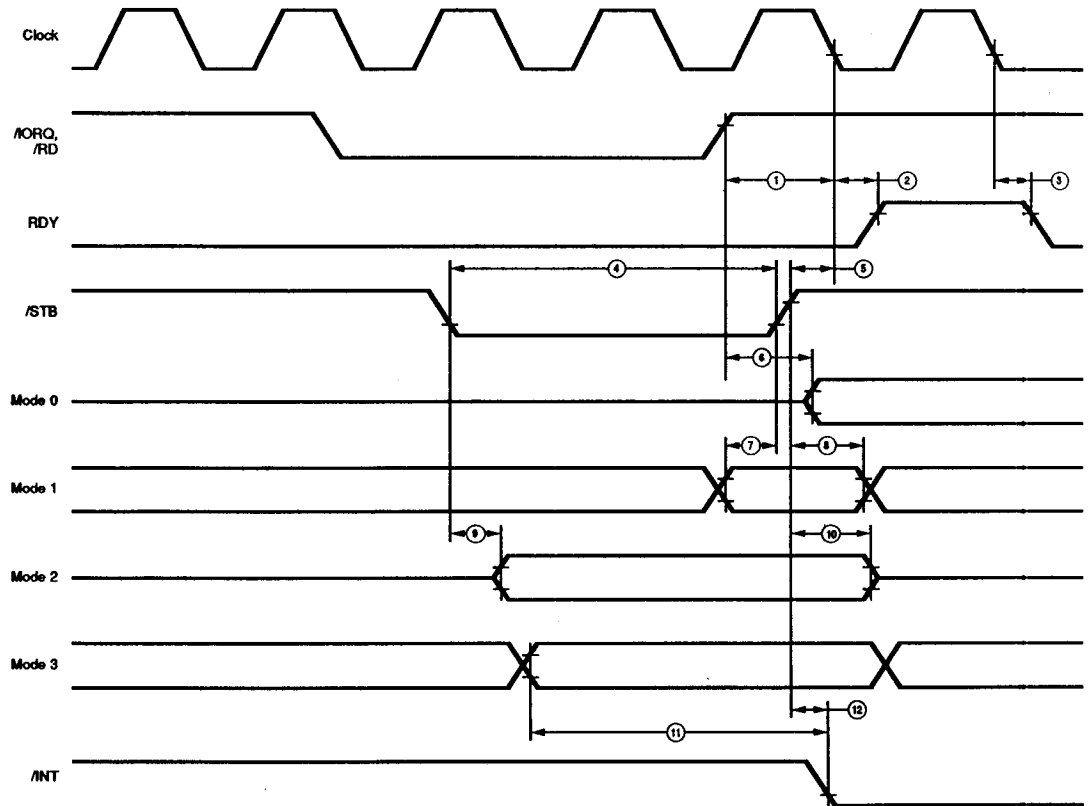 Clock
/IORQ,
/RD
1
2
3
RDY
4
5
/STB
6
Mode 0
7
8
Mode 1
9
10
Mode 2
Mode 3
12
11
/INT